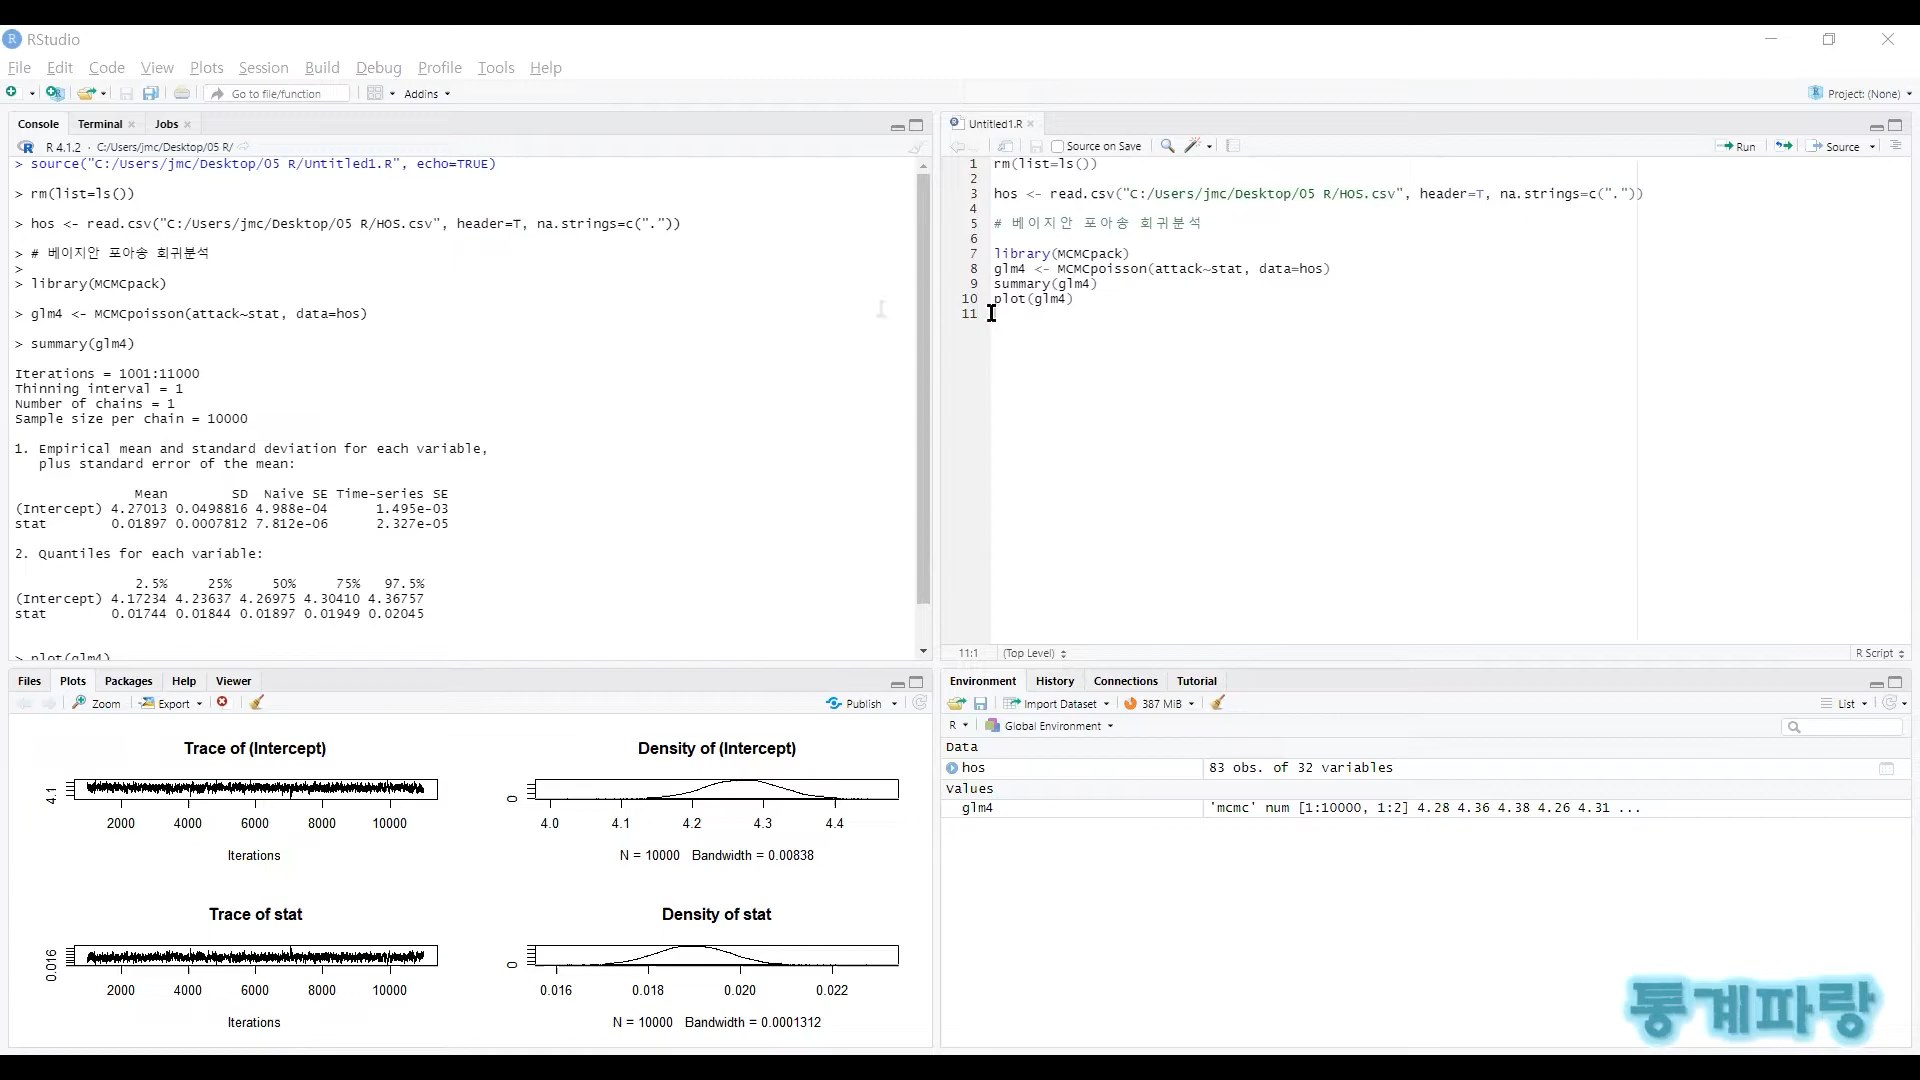 RStudio
File Edit Code View Plots Session Build Debug Profile Tools Help
Go to file/function Addins Project: (None)
Console Terminal Jobs
R 4.1.2 · C:/Users/jmc/Desktop/05 R/
> source("C:/Users/jmc/Desktop/05 R/Untitled1.R", echo=TRUE)
> rm(list=ls())
> hos <- read.csv("C:/Users/jmc/Desktop/05 R/HOS.csv", header=T, na.strings=c("."))
> # 베이지안 포아송 회귀분석
>
> library(MCMCpack)
> glm4 <- MCMCpoisson(attack~stat, data=hos)
> summary(glm4)
Iterations = 1001:11000
Thinning interval = 1
Number of chains = 1
Sample size per chain = 10000
1. Empirical mean and standard deviation for each variable,
plus standard error of the mean:
Mean SD Naive SE Time-series SE
(Intercept) 4.27013 0.0498816 4.988e-04 1.495e-03
stat 0.01897 0.0007812 7.812e-06 2.327e-05
2. Quantiles for each variable:
2.5% 25% 50% 75% 97.5%
(Intercept) 4.17234 4.23637 4.26975 4.30410 4.36757
stat 0.01744 0.01844 0.01897 0.01949 0.02045
> plot(glm4)
Untitled1.R
Source on Save Run Source
1 rm(list=ls())
2
3 hos <- read.csv("C:/Users/jmc/Desktop/05 R/HOS.csv", header=T, na.strings=c("."))
4
5 # 베이지안 포아송 회귀분석
6
7 library(MCMCpack)
8 glm4 <- MCMCpoisson(attack~stat, data=hos)
9 summary(glm4)
10 plot(glm4)
11
11:1 (Top Level) R Script
Files Plots Packages Help Viewer
Zoom Export Publish
Trace of (Intercept)
4.1
2000 4000 6000 8000 10000
Iterations
Density of (Intercept)
0
4.0 4.1 4.2 4.3 4.4
N = 10000 Bandwidth = 0.00838
Trace of stat
0.016
2000 4000 6000 8000 10000
Iterations
Density of stat
0
0.016 0.018 0.020 0.022
N = 10000 Bandwidth = 0.0001312
Environment History Connections Tutorial
Import Dataset 387 MiB List
R Global Environment
Data
hos 83 obs. of 32 variables
Values
glm4 'mcmc' num [1:10000, 1:2] 4.28 4.36 4.38 4.26 4.31 ...
통계파랑